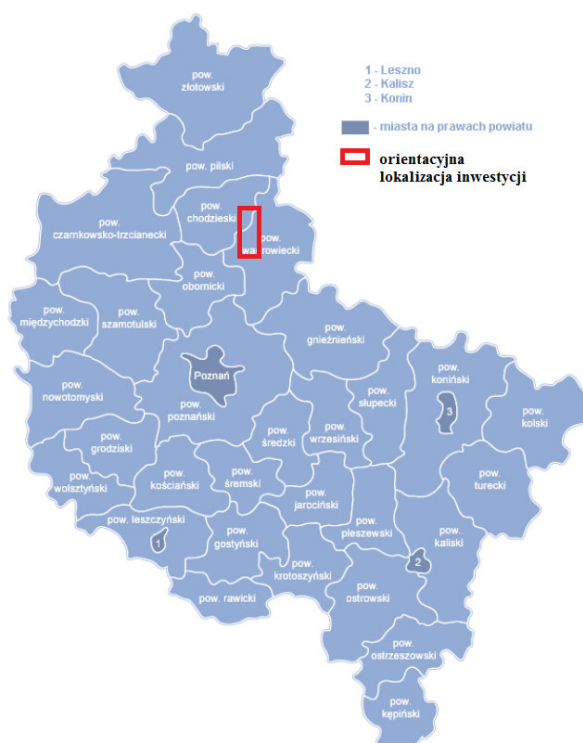 pow.
złotowski
1 - Leszno
2 - Kalisz
3 - Konin
- miasta na prawach powiatu
orientacyjna
lokalizacja inwestycji
pow. pilski
pow.
chodzieski
pow.
czarnkowsko-trzcianecki
pow.
wągrowiecki
pow.
obornicki
pow.
międzychodzki
pow.
szamotulski
pow.
gnieźnieński
pow.
koniński
Poznań
pow.
nowotomyski
pow.
poznański
pow.
słupecki
3
pow.
kolski
pow.
średzki
pow.
wrzesiński
pow.
grodziski
pow.
wolsztyński
pow.
kościański
pow.
śremski
pow.
jarociński
pow.
turecki
pow. leszczyński
1
pow.
gostyński
pow.
pleszewski
pow.
kaliski
2
pow.
krotoszyński
pow. rawicki
pow.
ostrowski
pow.
ostrzeszowski
pow.
kępiński